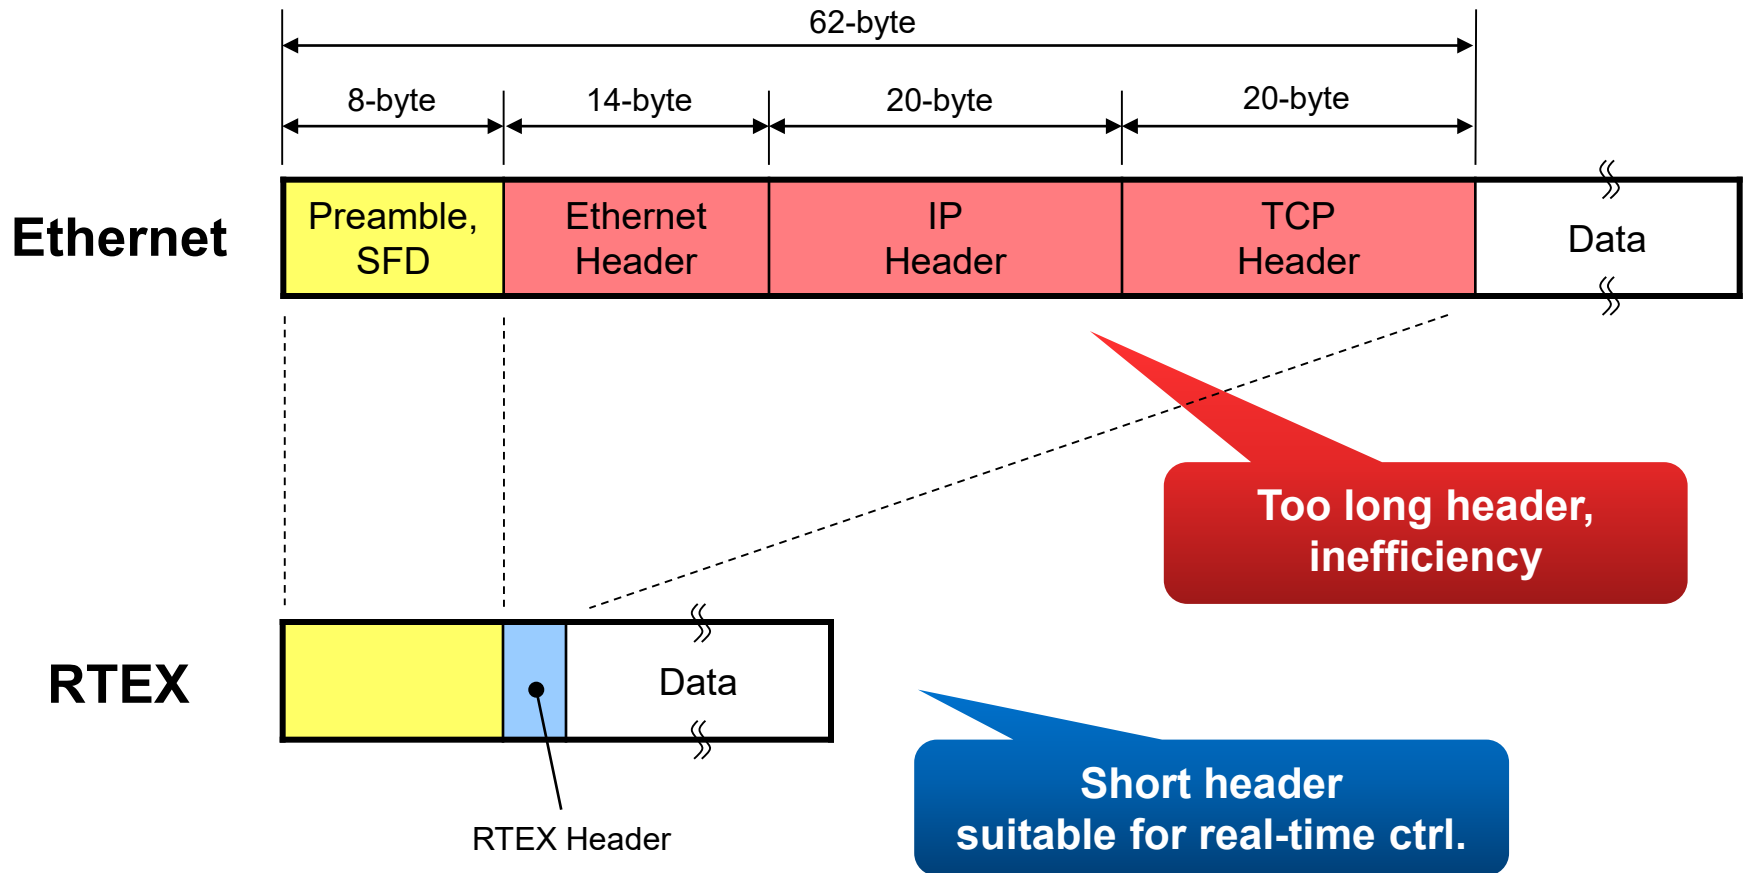 62-byte
8-byte
14-byte
20-byte
20-byte
Ethernet
Preamble,
SFD
Ethernet
Header
IP
Header
TCP
Header
Data
Too long header,
inefficiency
RTEX
Data
RTEX Header
Short header
suitable for real-time ctrl.